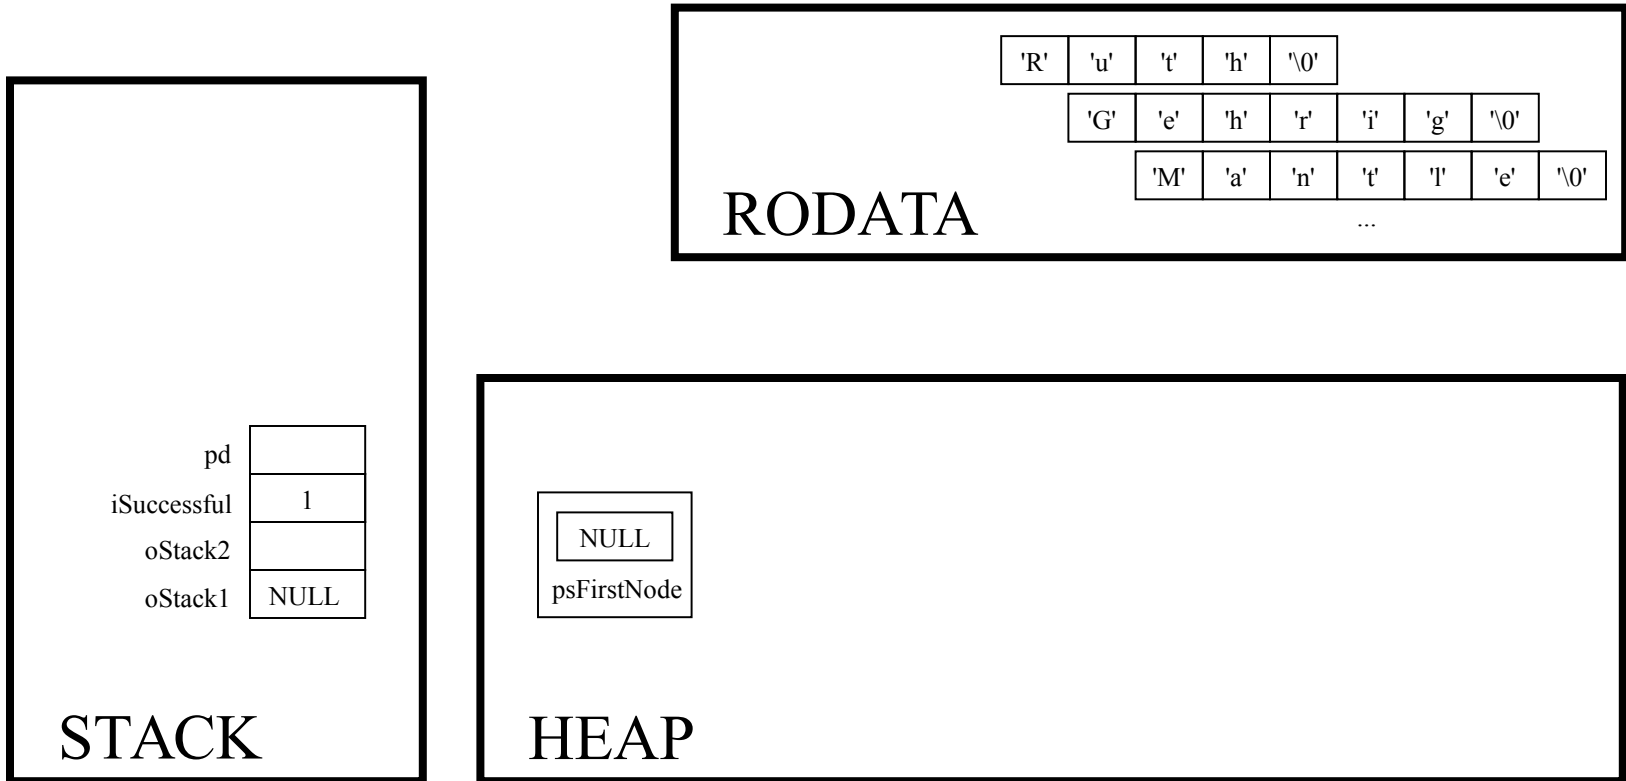 'R' 'u' 't' 'h' '\0'
'G' 'e' 'h' 'r' 'i' 'g' '\0'
'M' 'a' 'n' 't' 'l' 'e' '\0'
...
RODATA
pd
iSuccessful 1
oStack2
oStack1 NULL
STACK
NULL
psFirstNode
HEAP